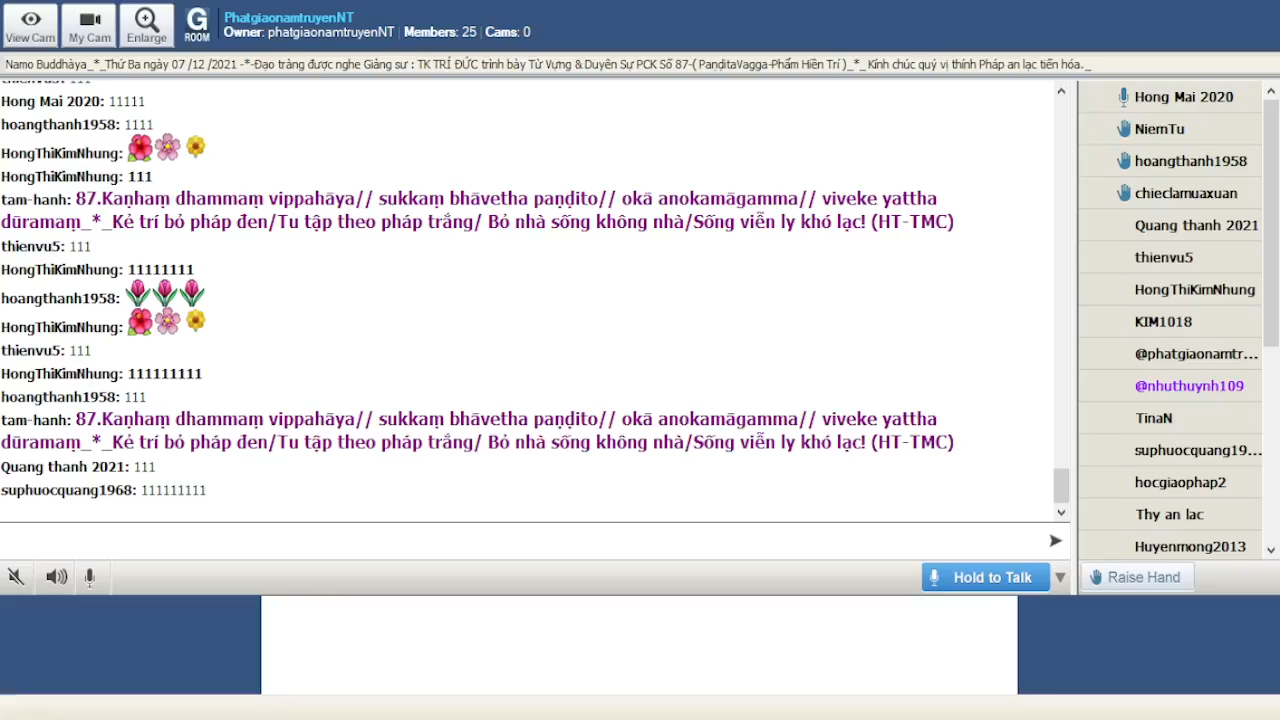 View Cam
My Cam
Enlarge
G
ROOM
PhatgiaonamtruyenNT
Owner: phatgiaonamtruyenNT | Members: 25 | Cams: 0
Namo Buddhàya_*_Thứ Ba ngày 07 /12 /2021 -*-Đạo tràng được nghe Giảng sư : TK TRÍ ĐỨC trình bày Từ Vựng & Duyên Sự PCK Số 87-( PaṇḍitaVagga-Phẩm Hiền Trí )_*_ Kính chúc quý vị thính Pháp an lạc tiến hóa._
thienvu5: 111
Hong Mai 2020: 11111
hoangthanh1958: 1111
HongThiKimNhung:
HongThiKimNhung: 111
tam-hanh: 87.Kaṇhaṃ dhammaṃ vippahāya// sukkaṃ bhāvetha paṇḍito// okā anokamāgamma// viveke yattha
dūramaṃ_*_Kẻ trí bỏ pháp đen/Tu tập theo pháp trắng/ Bỏ nhà sống không nhà/Sống viễn ly khó lạc! (HT-TMC)
thienvu5: 111
HongThiKimNhung: 11111111
hoangthanh1958:
HongThiKimNhung:
thienvu5: 111
HongThiKimNhung: 111111111
hoangthanh1958: 111
tam-hanh: 87.Kaṇhaṃ dhammaṃ vippahāya// sukkaṃ bhāvetha paṇḍito// okā anokamāgamma// viveke yattha
dūramaṃ_*_Kẻ trí bỏ pháp đen/Tu tập theo pháp trắng/ Bỏ nhà sống không nhà/Sống viễn ly khó lạc! (HT-TMC)
Quang thanh 2021: 111
suphuocquang1968: 111111111
Hold to Talk
Hong Mai 2020
NiemTu
hoangthanh1958
chieclamuaxuan
Quang thanh 2021
thienvu5
HongThiKimNhung
KIM1018
@phatgiaonamtr...
@nhuthuynh109
TinaN
suphuocquang19...
hocgiaophap2
Thy an lac
Huyenmong2013
Raise Hand